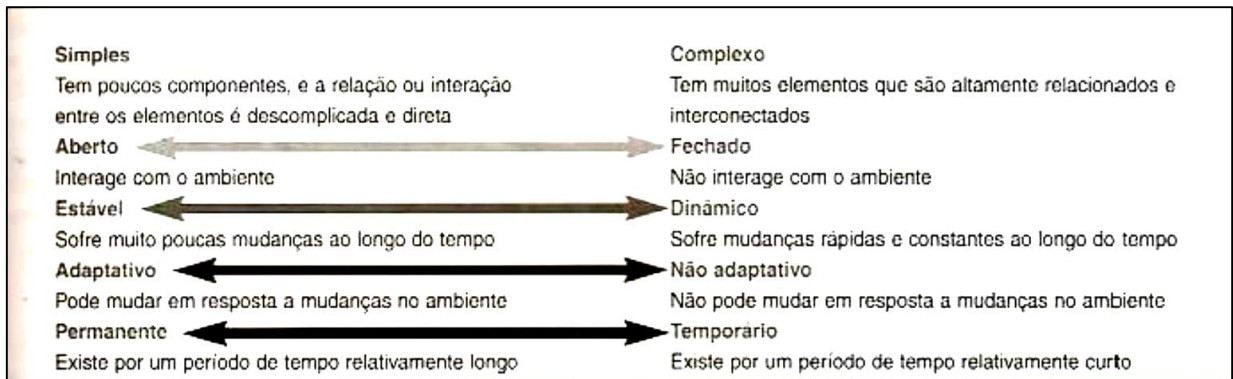 Simples
Complexo
Tem poucos componentes, e a relação ou interação
entre os elementos é descomplicada e direta
Tem muitos elementos que são altamente relacionados e
interconectados
Aberto
Fechado
Interage com o ambiente
Não interage com o ambiente
Estável
Dinâmico
Sofre muito poucas mudanças ao longo do tempo
Sofre mudanças rápidas e constantes ao longo do tempo
Adaptativo
Não adaptativo
Pode mudar em resposta a mudanças no ambiente
Não pode mudar em resposta a mudanças no ambiente
Permanente
Temporário
Existe por um período de tempo relativamente longo
Existe por um período de tempo relativamente curto